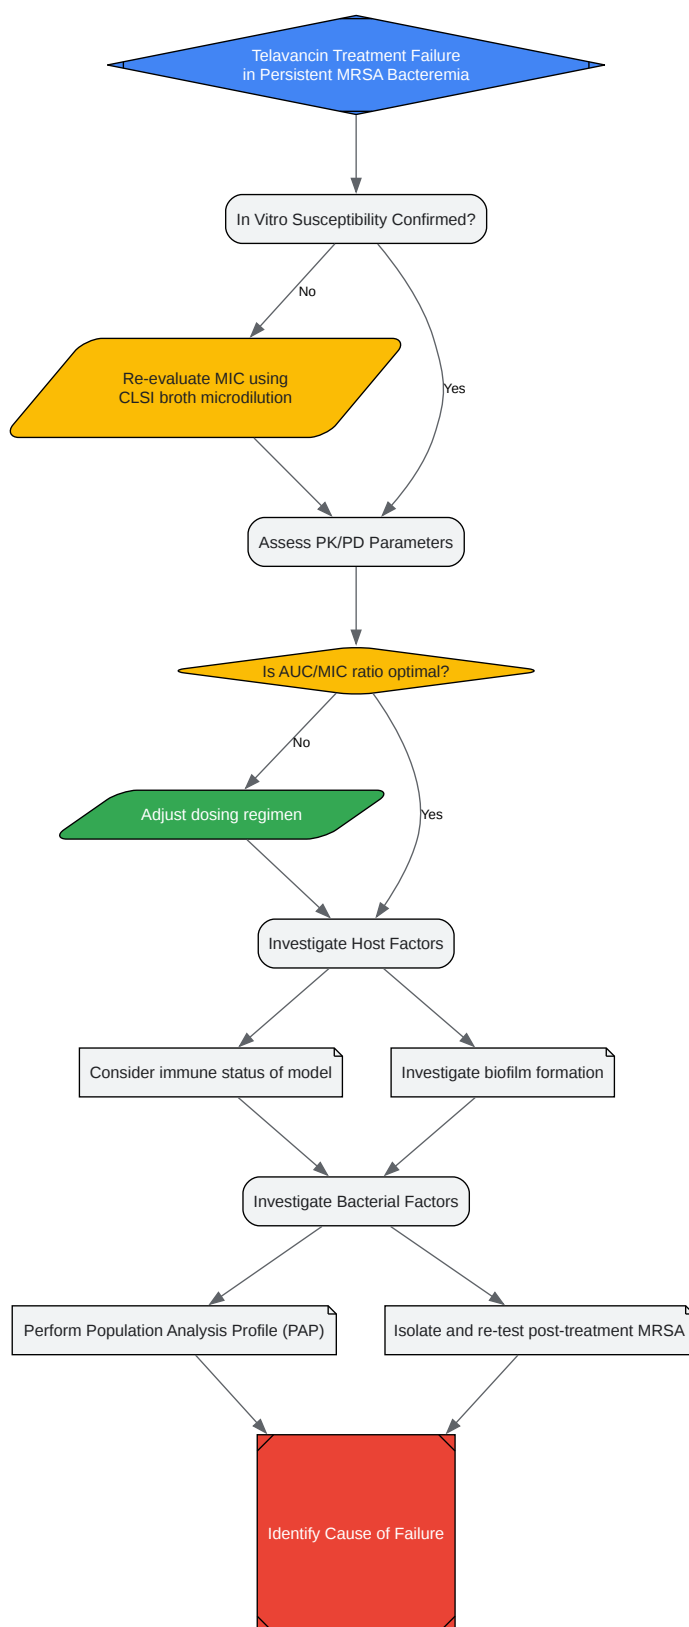 Telavancin Treatment Failure
in Persistent MRSA Bacteremia
In Vitro Susceptibility Confirmed?
No
Re-evaluate MIC using
CLSI broth microdilution
Yes
Assess PK/PD Parameters
Is AUC/MIC ratio optimal?
No
Adjust dosing regimen
Yes
Investigate Host Factors
Consider immune status of model
Investigate biofilm formation
Investigate Bacterial Factors
Perform Population Analysis Profile (PAP)
Isolate and re-test post-treatment MRSA
Identify Cause of Failure